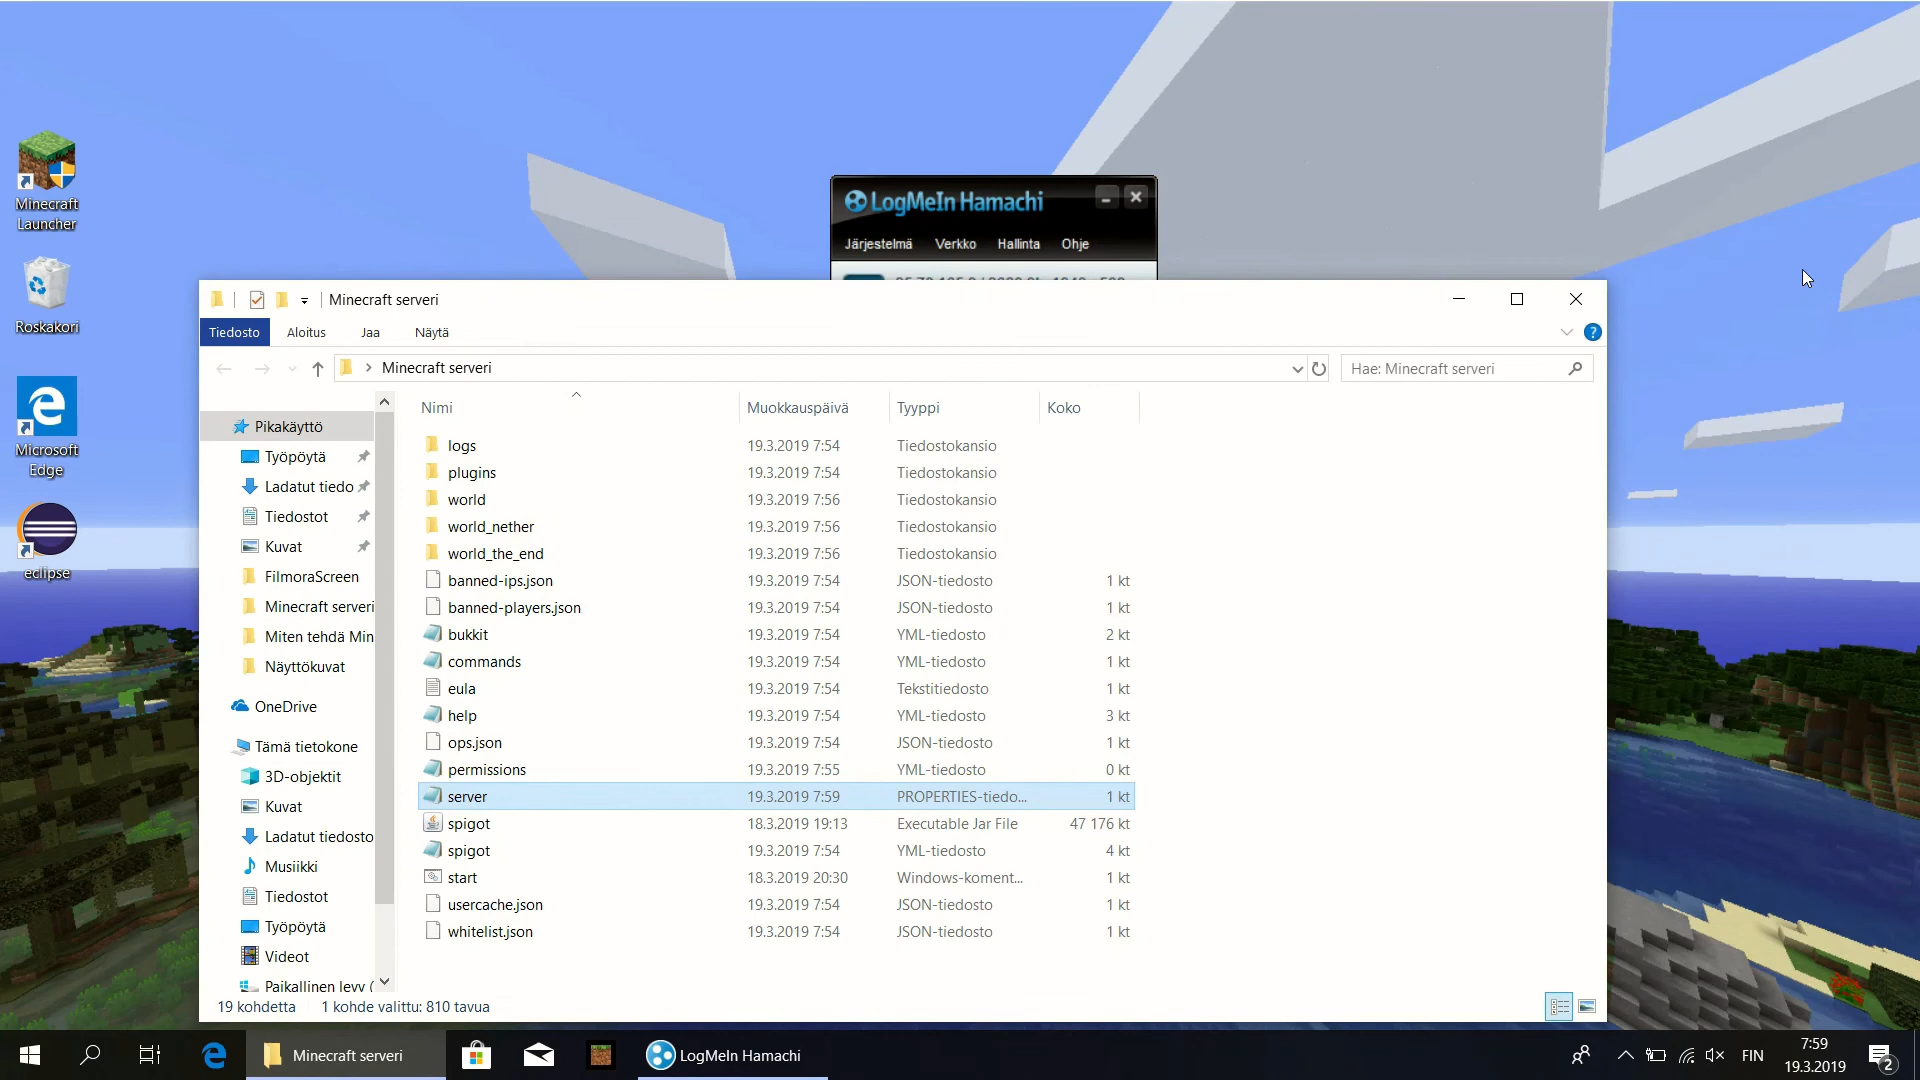 Minecraft
Launcher
Roskakori
Microsoft
Edge
eclipse
LogMeIn Hamachi
Järjestelmä Verkko Hallinta Ohje
Minecraft serveri
Tiedosto Aloitus Jaa Näytä
Minecraft serveri
Hae: Minecraft serveri
Pikakäyttö
Työpöytä
Ladatut tiedo
Tiedostot
Kuvat
FilmoraScreen
Minecraft serveri
Miten tehdä Min
Näyttökuvat
OneDrive
Tämä tietokone
3D-objektit
Kuvat
Ladatut tiedosto
Musiikki
Tiedostot
Työpöytä
Videot
Paikallinen levy (
Nimi Muokkauspäivä Tyyppi Koko
logs 19.3.2019 7:54 Tiedostokansio
plugins 19.3.2019 7:54 Tiedostokansio
world 19.3.2019 7:56 Tiedostokansio
world_nether 19.3.2019 7:56 Tiedostokansio
world_the_end 19.3.2019 7:56 Tiedostokansio
banned-ips.json 19.3.2019 7:54 JSON-tiedosto 1 kt
banned-players.json 19.3.2019 7:54 JSON-tiedosto 1 kt
bukkit 19.3.2019 7:54 YML-tiedosto 2 kt
commands 19.3.2019 7:54 YML-tiedosto 1 kt
eula 19.3.2019 7:54 Tekstitiedosto 1 kt
help 19.3.2019 7:54 YML-tiedosto 3 kt
ops.json 19.3.2019 7:54 JSON-tiedosto 1 kt
permissions 19.3.2019 7:55 YML-tiedosto 0 kt
server 19.3.2019 7:59 PROPERTIES-tiedo... 1 kt
spigot 18.3.2019 19:13 Executable Jar File 47 176 kt
spigot 19.3.2019 7:54 YML-tiedosto 4 kt
start 18.3.2019 20:30 Windows-koment... 1 kt
usercache.json 19.3.2019 7:54 JSON-tiedosto 1 kt
whitelist.json 19.3.2019 7:54 JSON-tiedosto 1 kt
19 kohdetta 1 kohde valittu: 810 tavua
Minecraft serveri
LogMeIn Hamachi
FIN
7:59
19.3.2019
2